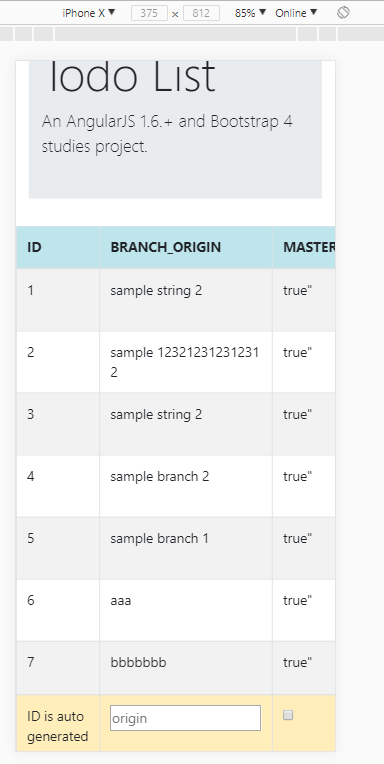 iPhone X ▼ 375 × 812 85% ▼ Online ▼
Todo List
An AngularJS 1.6.+ and Bootstrap 4
studies project.
ID BRANCH_ORIGIN MASTER
1 sample string 2 true"
2 sample 12321231231231
2 true"
3 sample string 2 true"
4 sample branch 2 true"
5 sample branch 1 true"
6 aaa true"
7 bbbbbbb true"
ID is auto
generated
origin